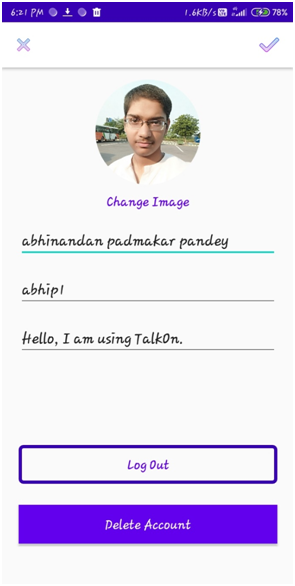 6:21 PM 1.6KB/s 78%
Change Image
abhinandan padmakar pandey
abhip1
Hello, I am using TalkOn.
Log Out
Delete Account